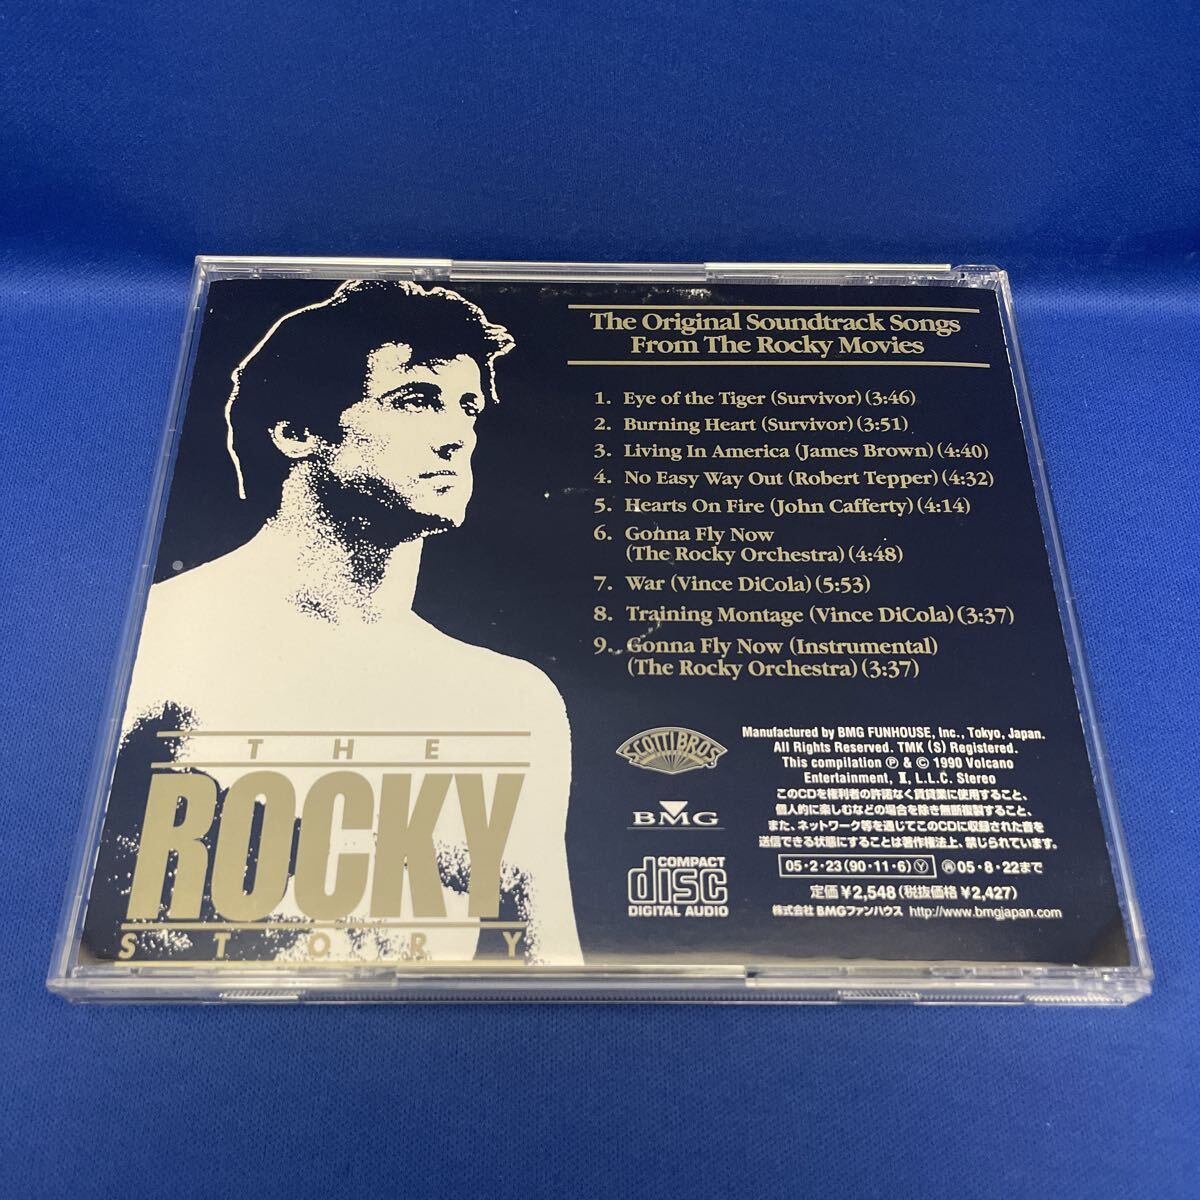 The Original Soundtrack Songs
From The Rocky Movies
1. Eye of the Tiger (Survivor) (3:46)
2. Burning Heart (Survivor) (3:51)
3. Living In America (James Brown) (4:40)
4. No Easy Way Out (Robert Tepper) (4:32)
5. Hearts On Fire (John Cafferty) (4:14)
6. Gonna Fly Now
(The Rocky Orchestra) (4:48)
7. War (Vince DiCola) (5:53)
8. Training Montage (Vince DiCola) (3:37)
9. Gonna Fly Now (Instrumental)
(The Rocky Orchestra) (3:37)
THE
ROCKY
STORY
SCOTTI BROS.
BMG
COMPACT
disc
DIGITAL AUDIO
Manufactured by BMG FUNHOUSE, Inc., Tokyo, Japan.
All Rights Reserved. TMK (S) Registered.
This compilation Ⓟ & © 1990 Volcano
Entertainment, Ⅱ, L.L.C. Stereo
このCDを権利者の許諾なく賃貸業に使用すること、
個人的に楽しむなどの場合を除き無断複製すること、
また、ネットワーク等を通じてこのCDに収録された音を
送信できる状態にすることは著作権法上、禁じられています。
05・2・23(90・11・6)Ⓨ ㊢05・8・22まで
定価 ¥2,548(税抜価格 ¥2,427)
株式会社 BMGファンハウス http://www.bmgjapan.com